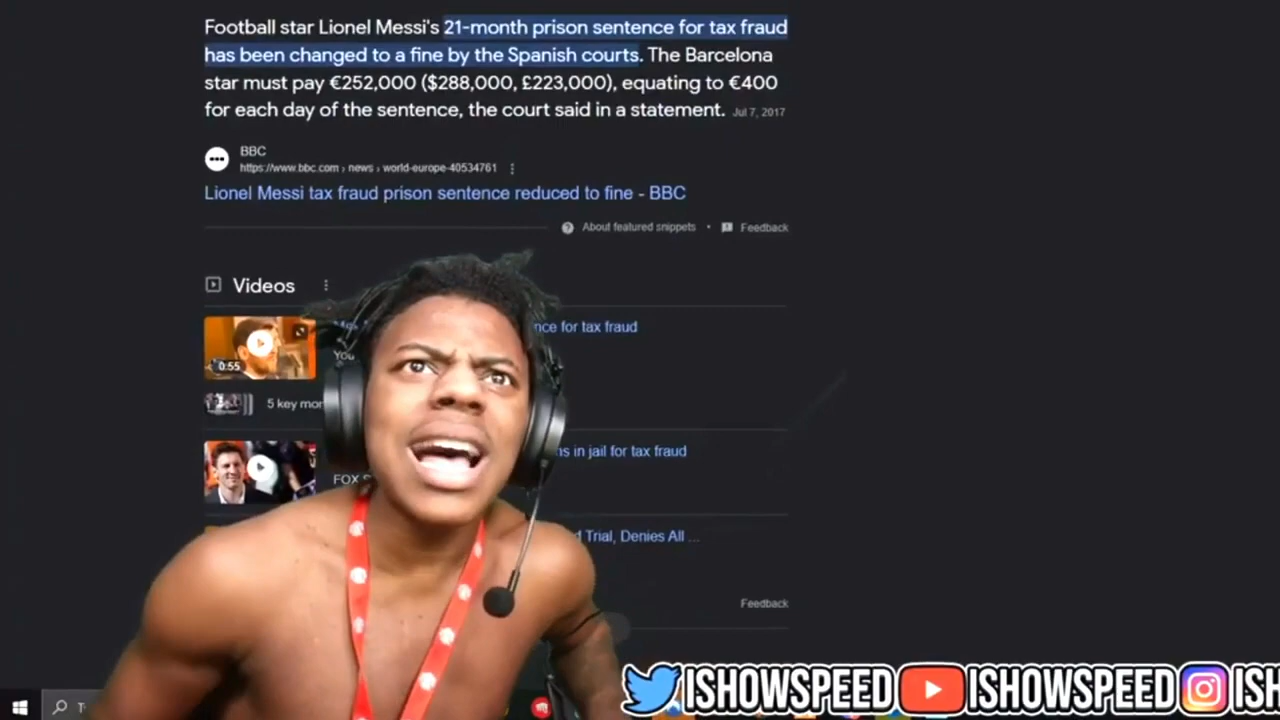 Football star Lionel Messi's 21-month prison sentence for tax fraud
has been changed to a fine by the Spanish courts. The Barcelona
star must pay €252,000 ($288,000, £223,000), equating to €400
for each day of the sentence, the court said in a statement. Jul 7, 2017
BBC
https://www.bbc.com › news › world-europe-40534761
Lionel Messi tax fraud prison sentence reduced to fine - BBC
About featured snippets • Feedback
Videos
nce for tax fraud
You
0:55
5 key mor
ns in jail for tax fraud
FOX S
d Trial, Denies All ...
Feedback
ISHOWSPEED ISHOWSPEED ISH